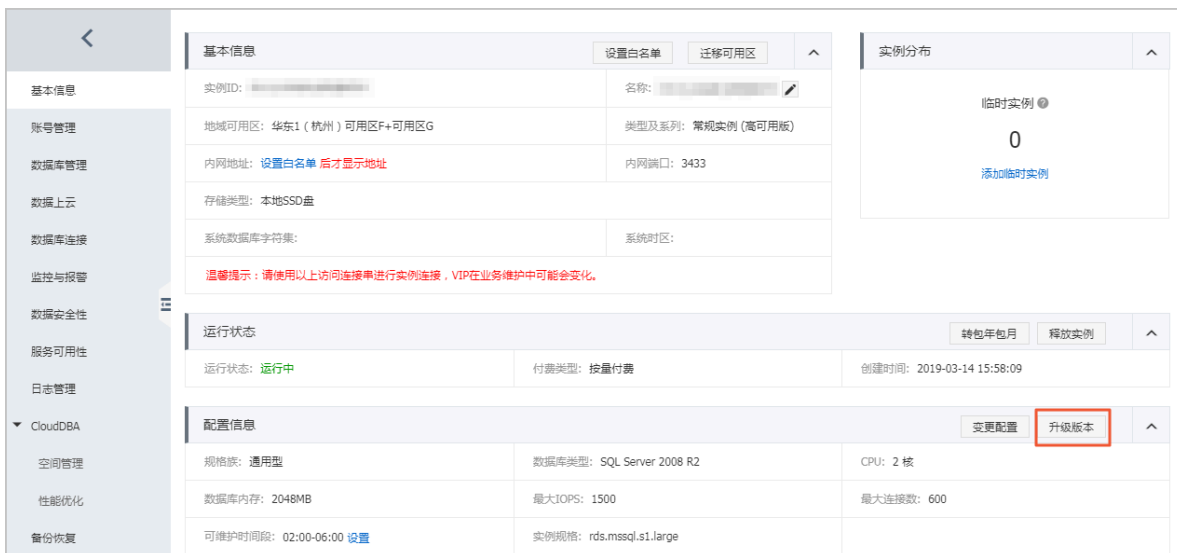 基本信息
账号管理
数据库管理
数据上云
数据库连接
监控与报警
数据安全性
服务可用性
日志管理
CloudDBA
空间管理
性能优化
备份恢复
基本信息 设置白名单 迁移可用区
实例ID: 名称:
地域可用区: 华东1 ( 杭州 ) 可用区F+可用区G 类型及系列: 常规实例 (高可用版)
内网地址: 设置白名单 后才显示地址 内网端口: 3433
存储类型: 本地SSD盘
系统数据库字符集: 系统时区:
温馨提示：请使用以上访问连接串进行实例连接，VIP在业务维护中可能会变化。
实例分布
临时实例
0
添加临时实例
运行状态 转包年包月 释放实例
运行状态: 运行中 付费类型: 按量付费 创建时间: 2019-03-14 15:58:09
配置信息 变更配置 升级版本
规格族: 通用型 数据库类型: SQL Server 2008 R2 CPU: 2 核
数据库内存: 2048MB 最大IOPS: 1500 最大连接数: 600
可维护时间段: 02:00-06:00 设置 实例规格: rds.mssql.s1.large